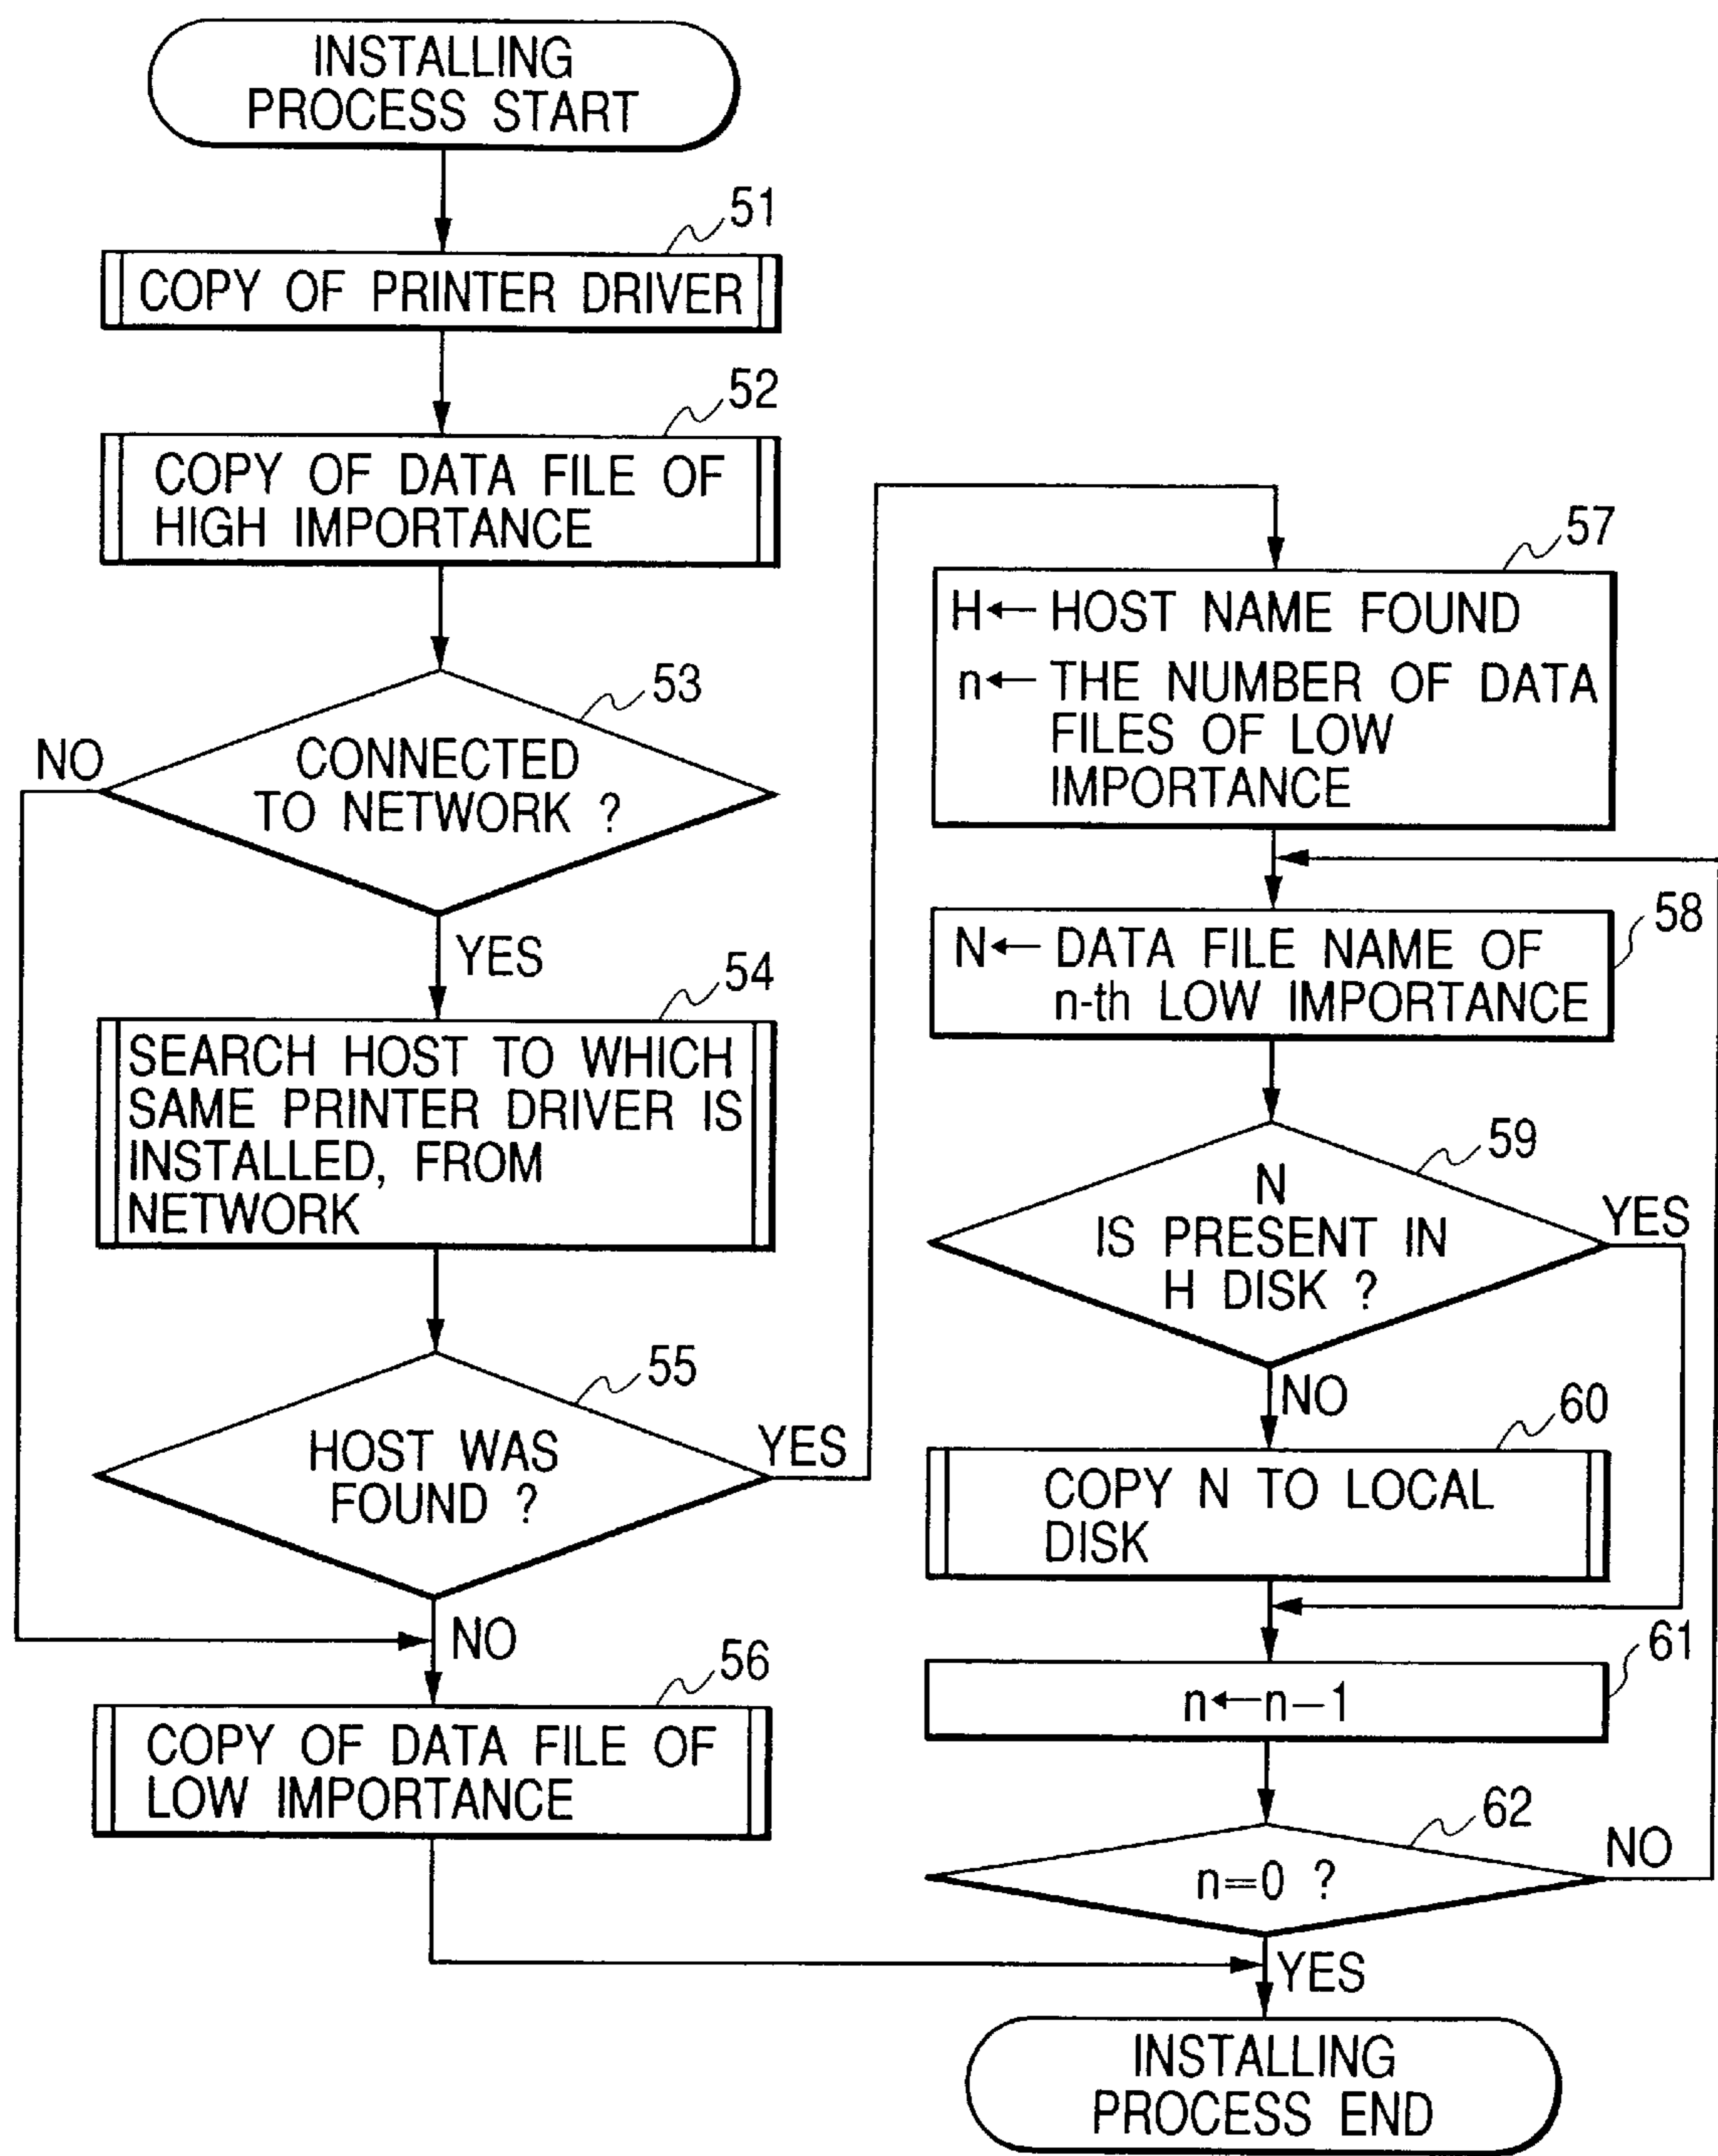 INSTALLING
PROCESS START
51
COPY OF PRINTER DRIVER
52
COPY OF DATA FILE OF
HIGH IMPORTANCE
53
CONNECTED
TO NETWORK ?
NO
YES
54
SEARCH HOST TO WHICH
SAME PRINTER DRIVER IS
INSTALLED, FROM
NETWORK
55
HOST WAS
FOUND ?
YES
NO
56
COPY OF DATA FILE OF
LOW IMPORTANCE
57
H← HOST NAME FOUND
n← THE NUMBER OF DATA
FILES OF LOW
IMPORTANCE
58
N← DATA FILE NAME OF
n-th LOW IMPORTANCE
59
N
IS PRESENT IN
H DISK ?
YES
NO
60
COPY N TO LOCAL
DISK
61
n←n−1
62
n=0 ?
NO
YES
INSTALLING
PROCESS END